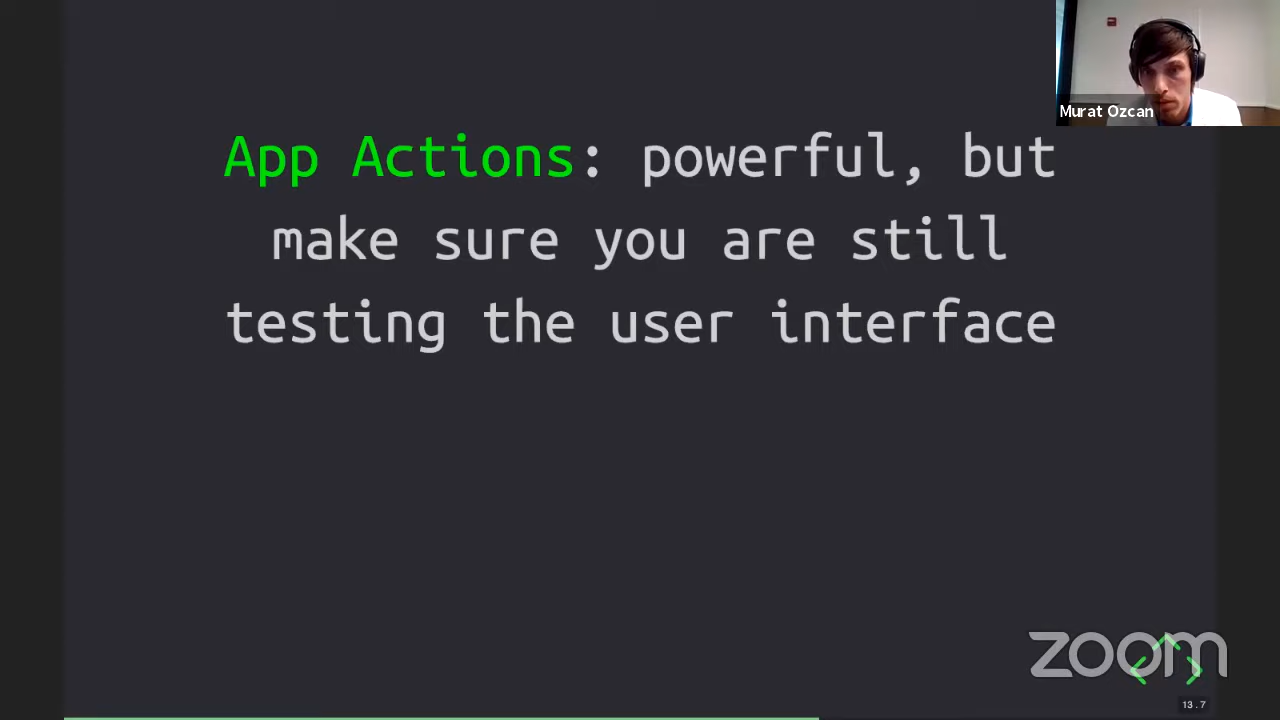 Murat Ozcan
App Actions: powerful, but
make sure you are still
testing the user interface
zoom
13.7